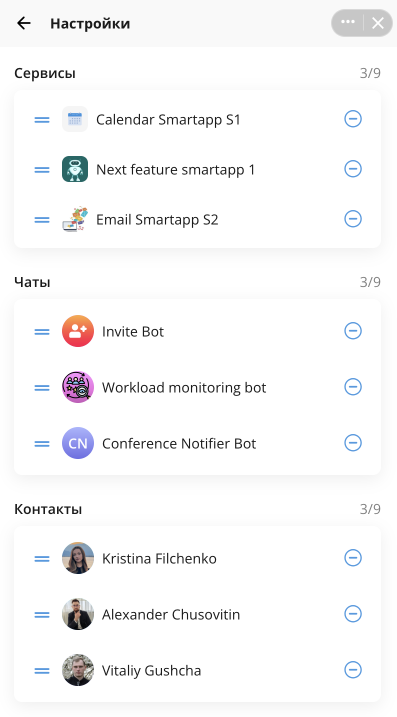 Настройки
Сервисы 3/9
Calendar Smartapp S1
Next feature smartapp 1
Email Smartapp S2
Чаты 3/9
Invite Bot
Workload monitoring bot
CN Conference Notifier Bot
Контакты 3/9
Kristina Filchenko
Alexander Chusovitin
Vitaliy Gushcha